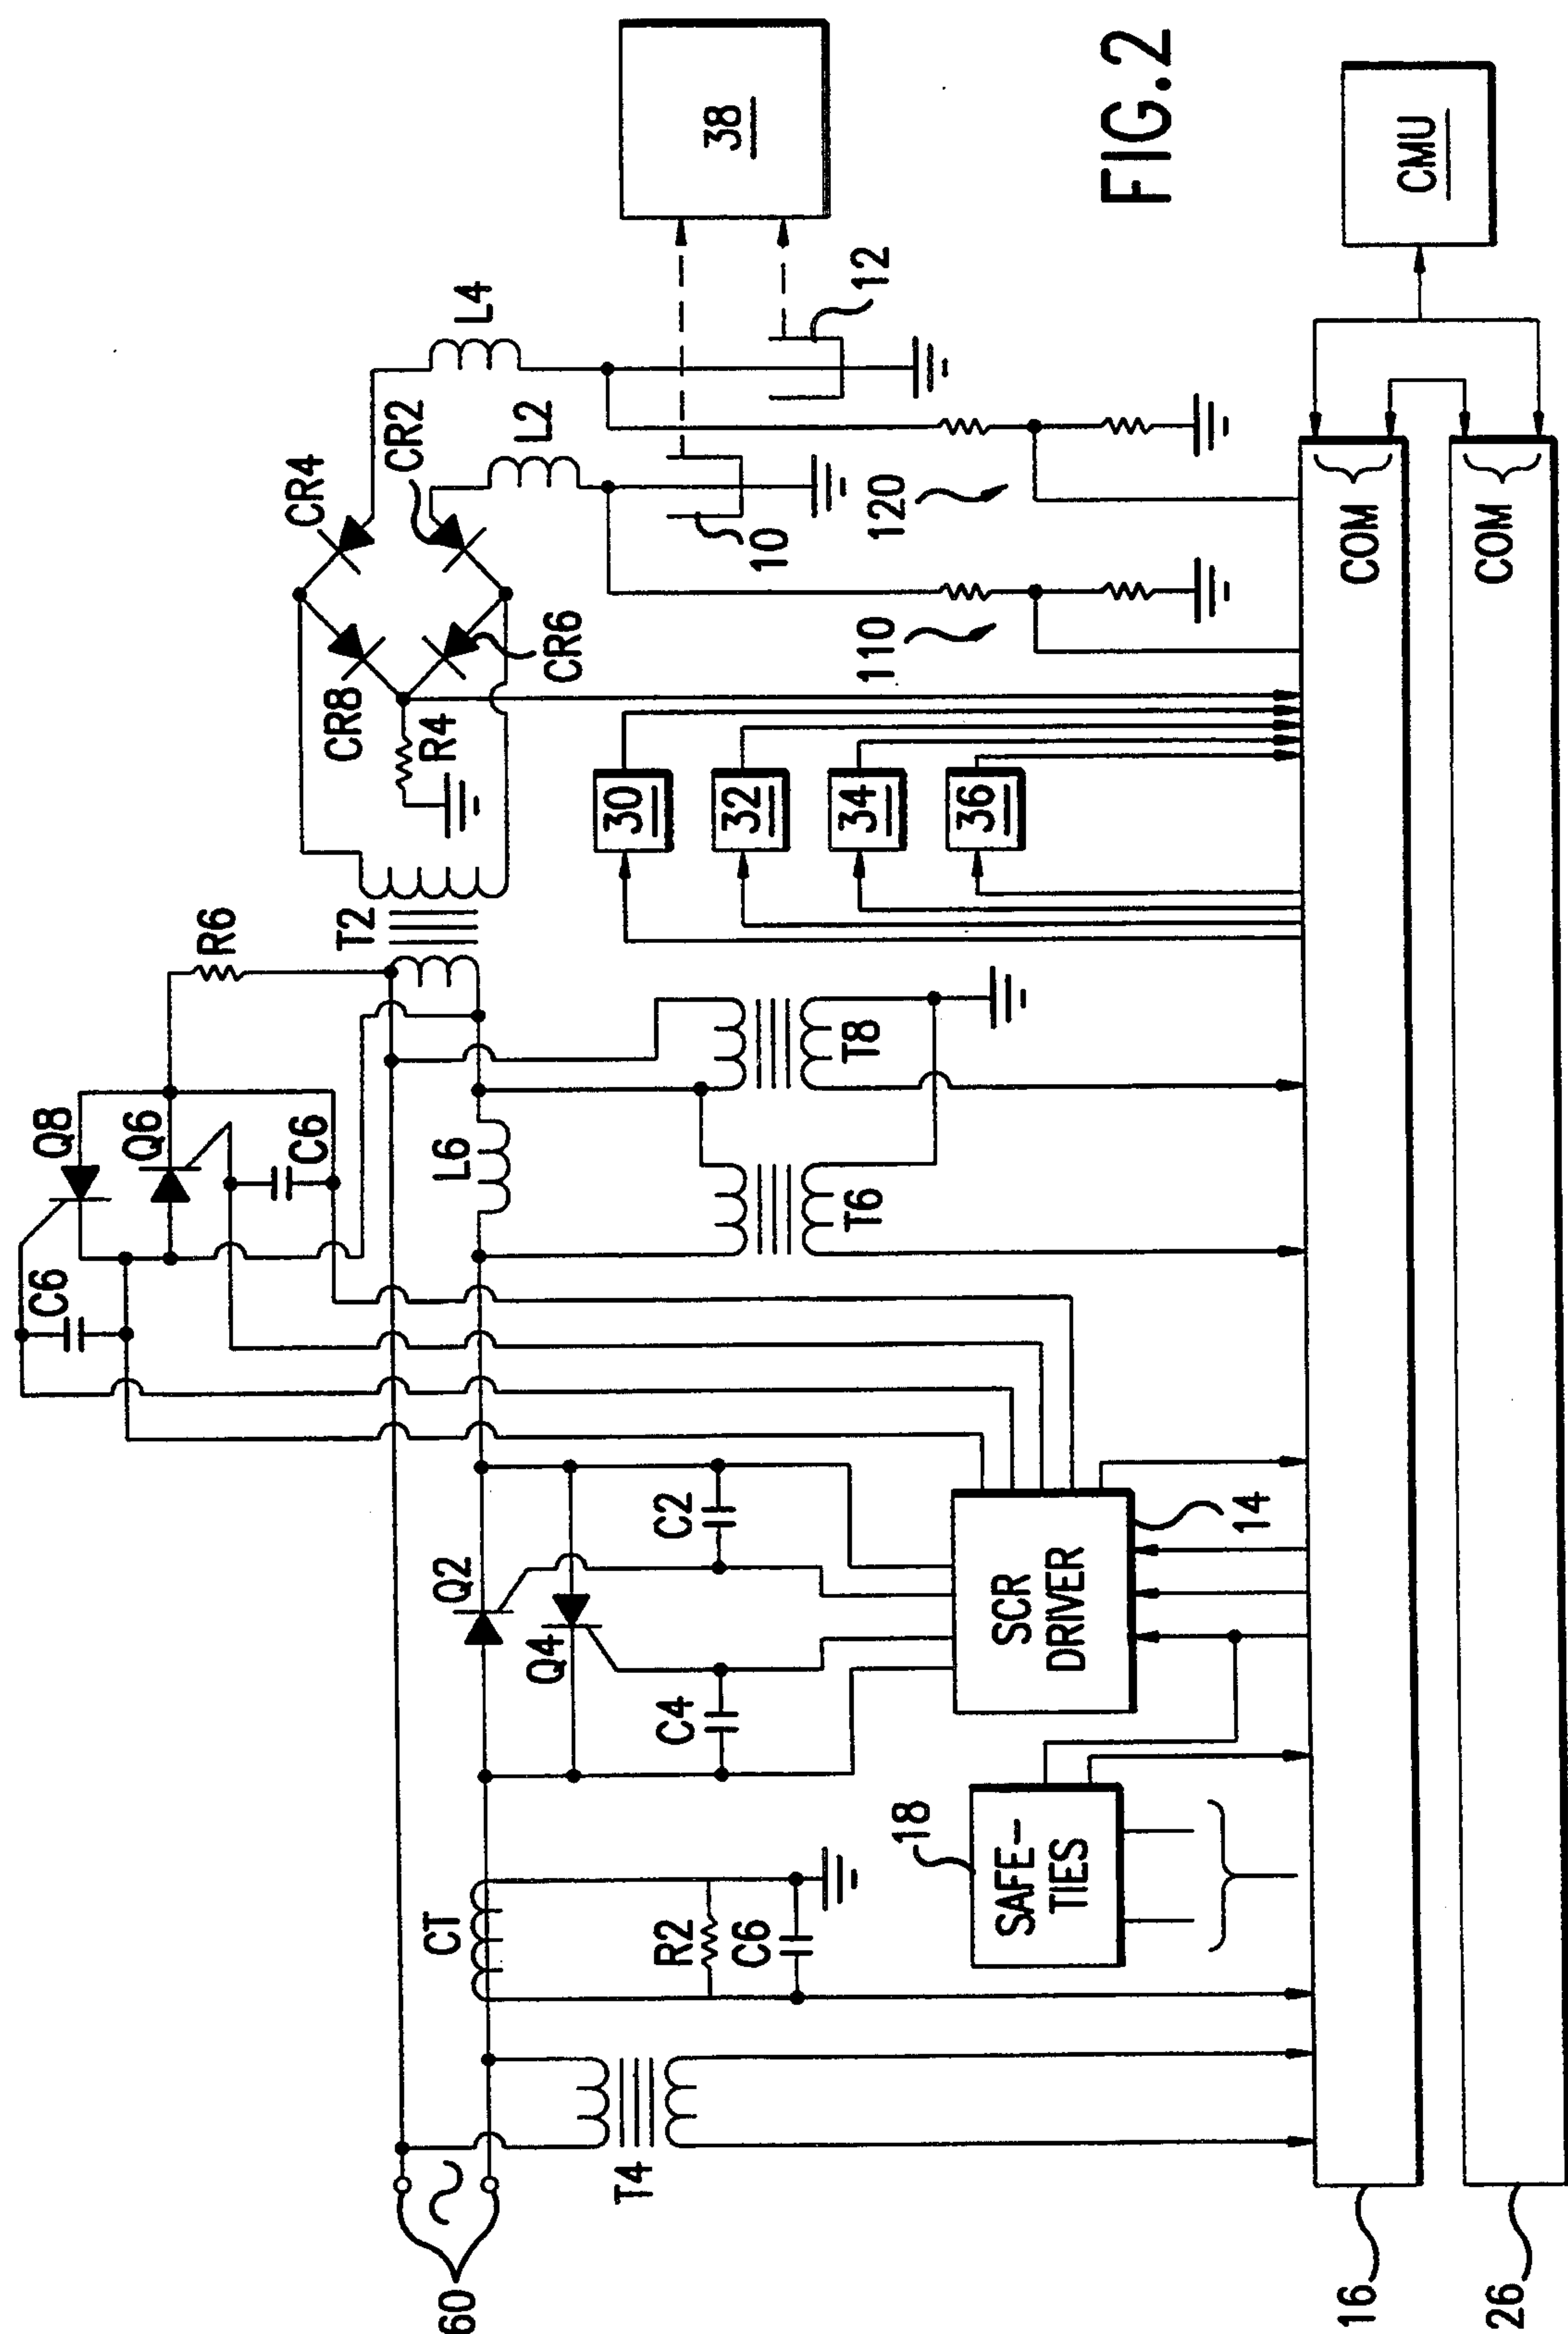 Q8
Q6
C6
C6
R6
T2
CR8
R4
CR6
CR4
CR2
L4
L2
38
12
10
120
110
FIG.2
60
T4
CT
R2
C6
Q2
Q4
C2
C4
L6
T6
T8
30
32
34
36
18
SAFE-
TIES
SCR
DRIVER
14
COM
COM
CMU
16
26